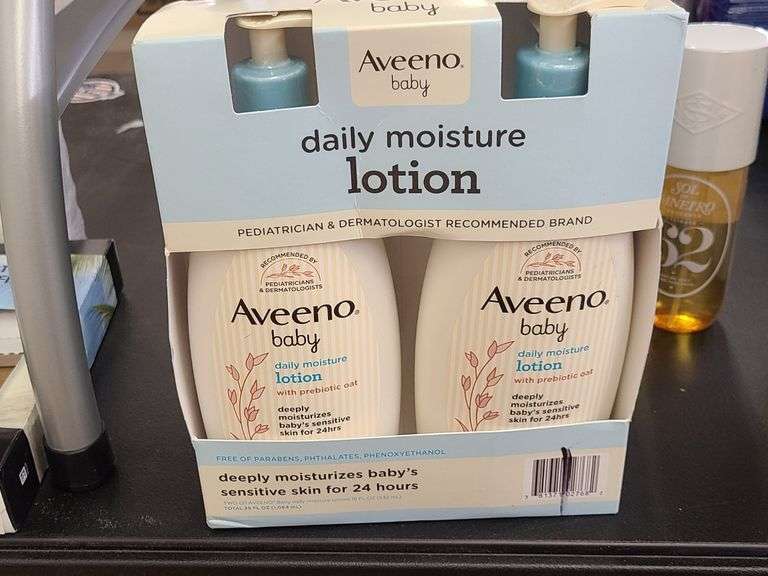 baby
Aveeno®
baby
daily moisture
lotion
PEDIATRICIAN & DERMATOLOGIST RECOMMENDED BRAND
RECOMMENDED BY
PEDIATRICIANS
& DERMATOLOGISTS
Aveeno®
baby
daily moisture
lotion
with prebiotic oat
deeply
moisturizes
baby's sensitive
skin for 24hrs
RECOMMENDED BY
PEDIATRICIANS
& DERMATOLOGISTS
Aveeno®
baby
daily moisture
lotion
with prebiotic oat
deeply
moisturizes
baby's sensitive
skin for 24hrs
FREE OF PARABENS, PHTHALATES, PHENOXYETHANOL
deeply moisturizes baby's
sensitive skin for 24 hours
SOL